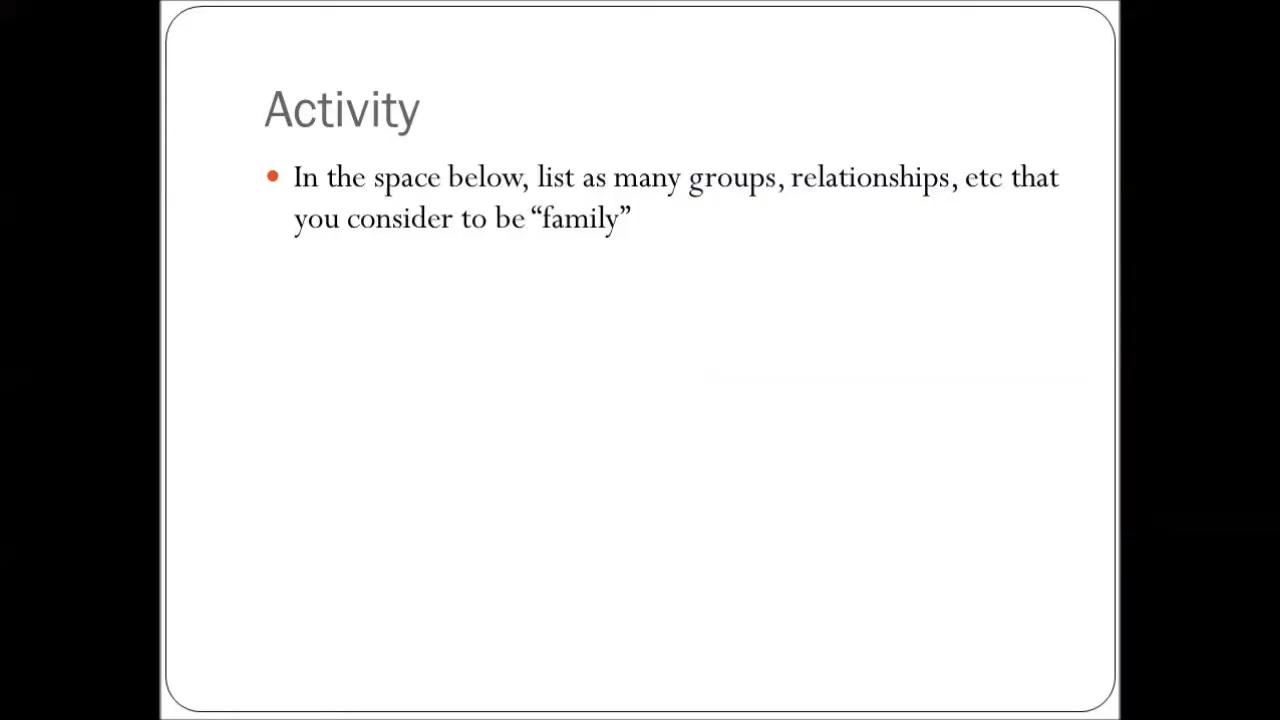 Activity
• In the space below, list as many groups, relationships, etc that
you consider to be “family”